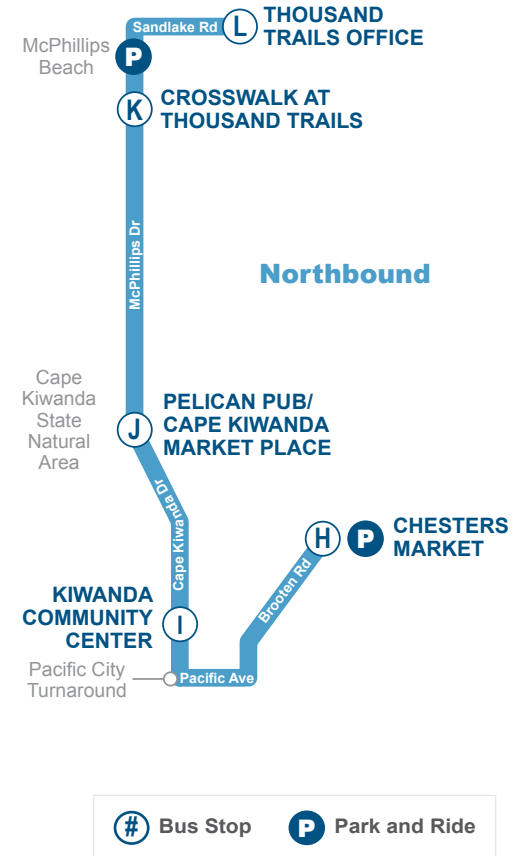 THOUSAND
TRAILS OFFICE
Sandlake Rd
L
McPhillips
Beach
P
K
CROSSWALK AT
THOUSAND TRAILS
McPhillips Dr
Northbound
Cape
Kiwanda
State
Natural
Area
J
PELICAN PUB/
CAPE KIWANDA
MARKET PLACE
Cape Kiwanda Dr
H
P
CHESTERS
MARKET
Brooten Rd
KIWANDA
COMMUNITY
CENTER
I
Pacific City
Turnaround
Pacific Ave
# Bus Stop
P Park and Ride